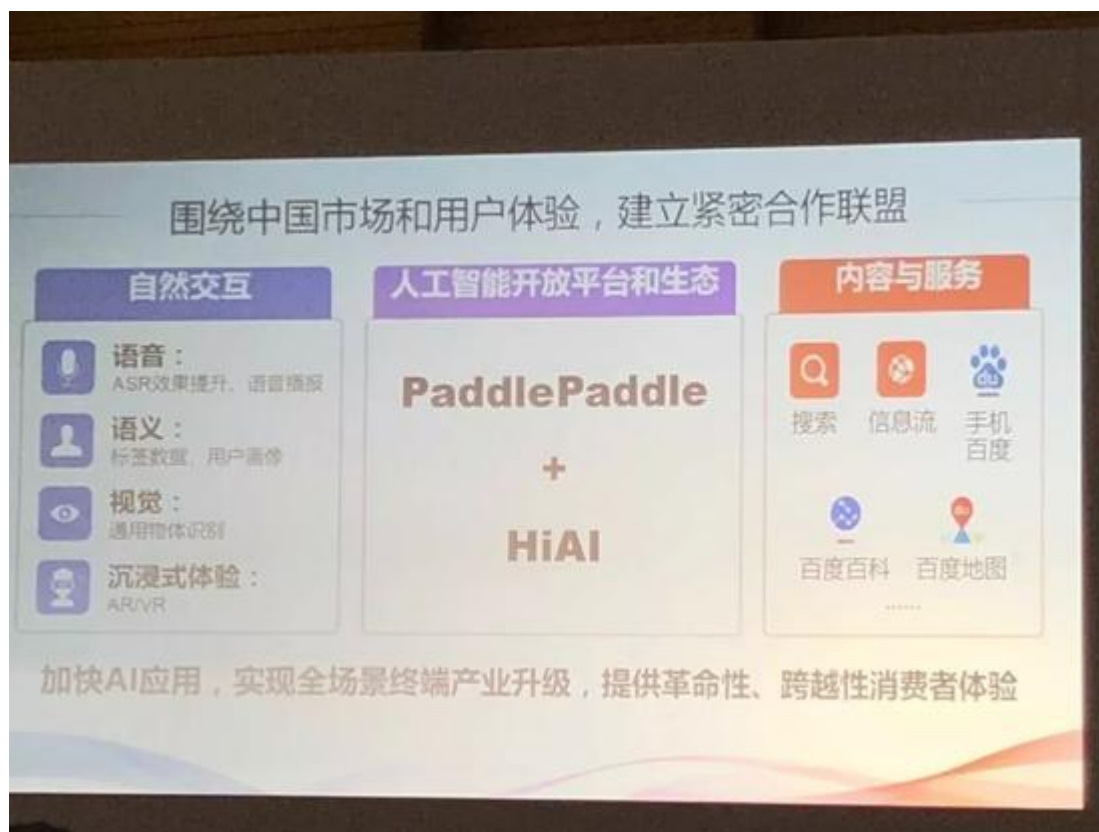 围绕中国市场和用户体验，建立紧密合作联盟
自然交互
语音：
ASR效果提升、语音播报
语义：
标签数据、用户画像
视觉：
通用物体识别
沉浸式体验：
AR/VR
人工智能开放平台和生态
PaddlePaddle
+
HiAI
内容与服务
搜索
信息流
du
手机
百度
百度百科
du
百度地图
......
加快AI应用，实现全场景终端产业升级，提供革命性、跨越性消费者体验